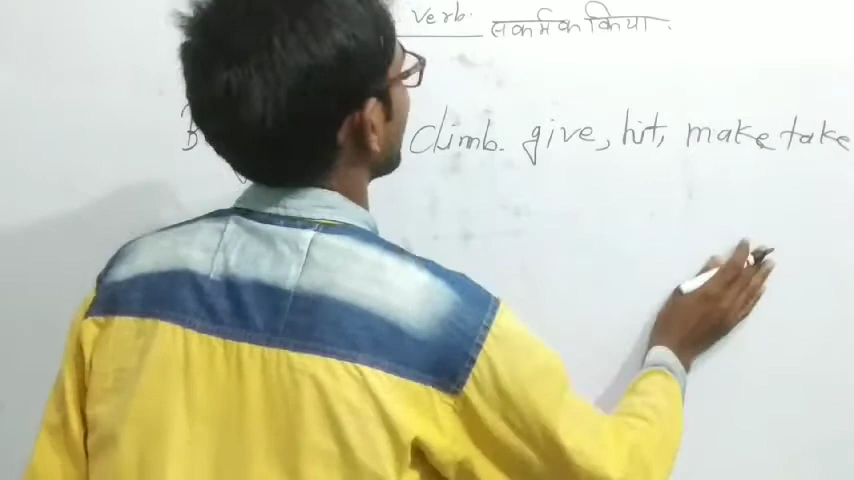 Verb. सकर्मक क्रिया.
climb. give, hit, make take